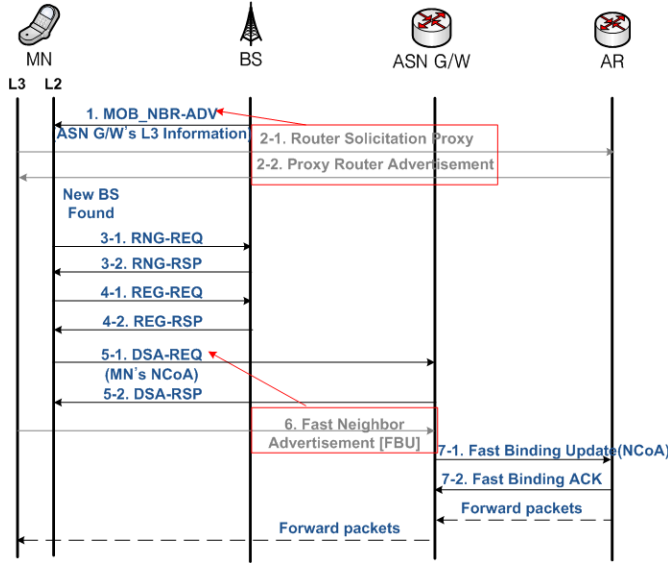 MN
BS
ASN G/W
AR
L3
L2
1. MOB_NBR-ADV
ASN G/W's L3 Information)
2-1. Router Solicitation Proxy
2-2. Proxy Router Advertisement
New BS
Found
3-1. RNG-REQ
3-2. RNG-RSP
4-1. REG-REQ
4-2. REG-RSP
5-1. DSA-REQ
(MN's NCoA)
5-2. DSA-RSP
6. Fast Neighbor
Advertisement [FBU]
7-1. Fast Binding Update(NCoA)
7-2. Fast Binding ACK
Forward packets
Forward packets